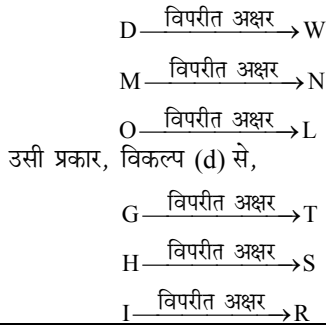 D विपरीत अक्षर → W
M विपरीत अक्षर → N
O विपरीत अक्षर → L
उसी प्रकार, विकल्प (d) से,
G विपरीत अक्षर → T
H विपरीत अक्षर → S
I विपरीत अक्षर → R